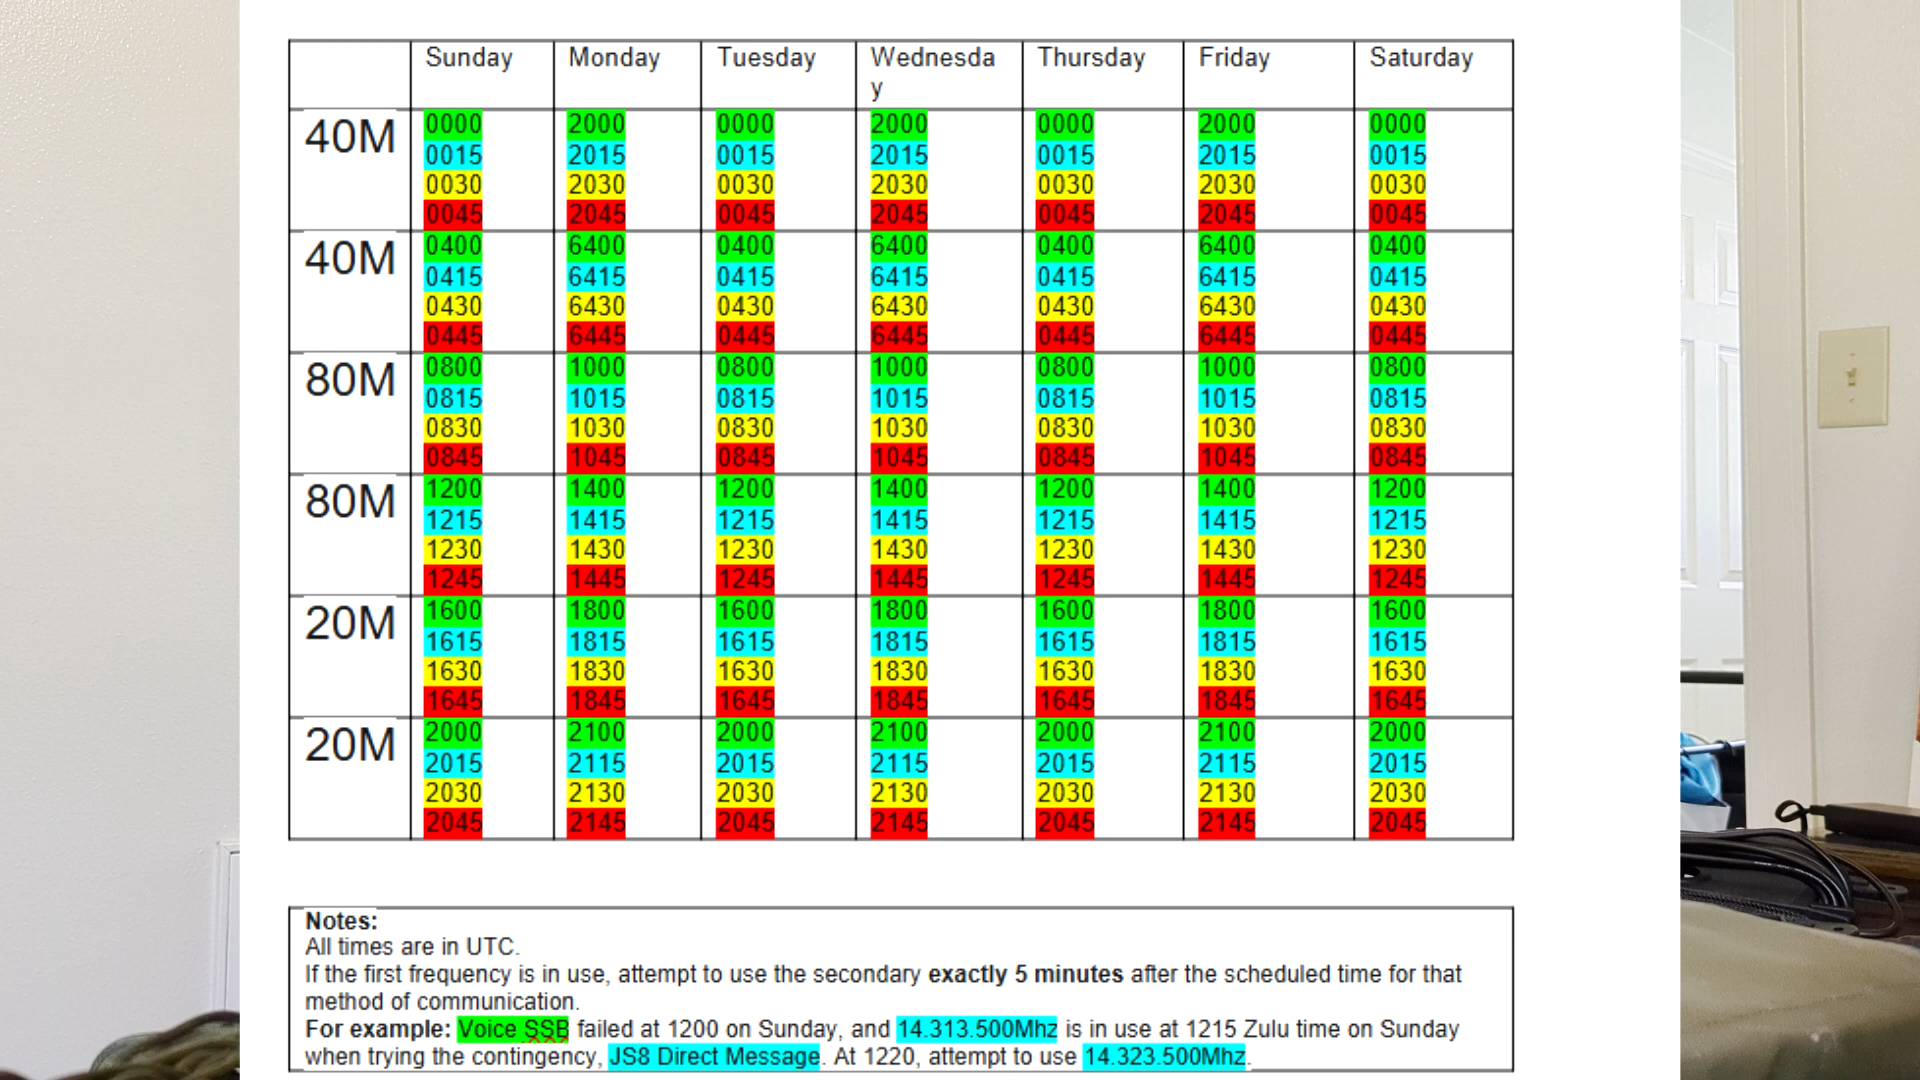 Sunday Monday Tuesday Wednesda Thursday Friday Saturday
y
40M 0000 2000 0000 2000 0000 2000 0000
0015 2015 0015 2015 0015 2015 0015
0030 2030 0030 2030 0030 2030 0030
0045 2045 0045 2045 0045 2045 0045
40M 0400 6400 0400 6400 0400 6400 0400
0415 6415 0415 6415 0415 6415 0415
0430 6430 0430 6430 0430 6430 0430
0445 6445 0445 6445 0445 6445 0445
80M 0800 1000 0800 1000 0800 1000 0800
0815 1015 0815 1015 0815 1015 0815
0830 1030 0830 1030 0830 1030 0830
0845 1045 0845 1045 0845 1045 0845
80M 1200 1400 1200 1400 1200 1400 1200
1215 1415 1215 1415 1215 1415 1215
1230 1430 1230 1430 1230 1430 1230
1245 1445 1245 1445 1245 1445 1245
20M 1600 1800 1600 1800 1600 1800 1600
1615 1815 1615 1815 1615 1815 1615
1630 1830 1630 1830 1630 1830 1630
1645 1845 1645 1845 1645 1845 1645
20M 2000 2100 2000 2100 2000 2100 2000
2015 2115 2015 2115 2015 2115 2015
2030 2130 2030 2130 2030 2130 2030
2045 2145 2045 2145 2045 2145 2045
Notes:
All times are in UTC.
If the first frequency is in use, attempt to use the secondary exactly 5 minutes after the scheduled time for that
method of communication.
For example: Voice SSB failed at 1200 on Sunday, and 14.313.500Mhz is in use at 1215 Zulu time on Sunday
when trying the contingency, JS8 Direct Message. At 1220, attempt to use 14.323.500Mhz.